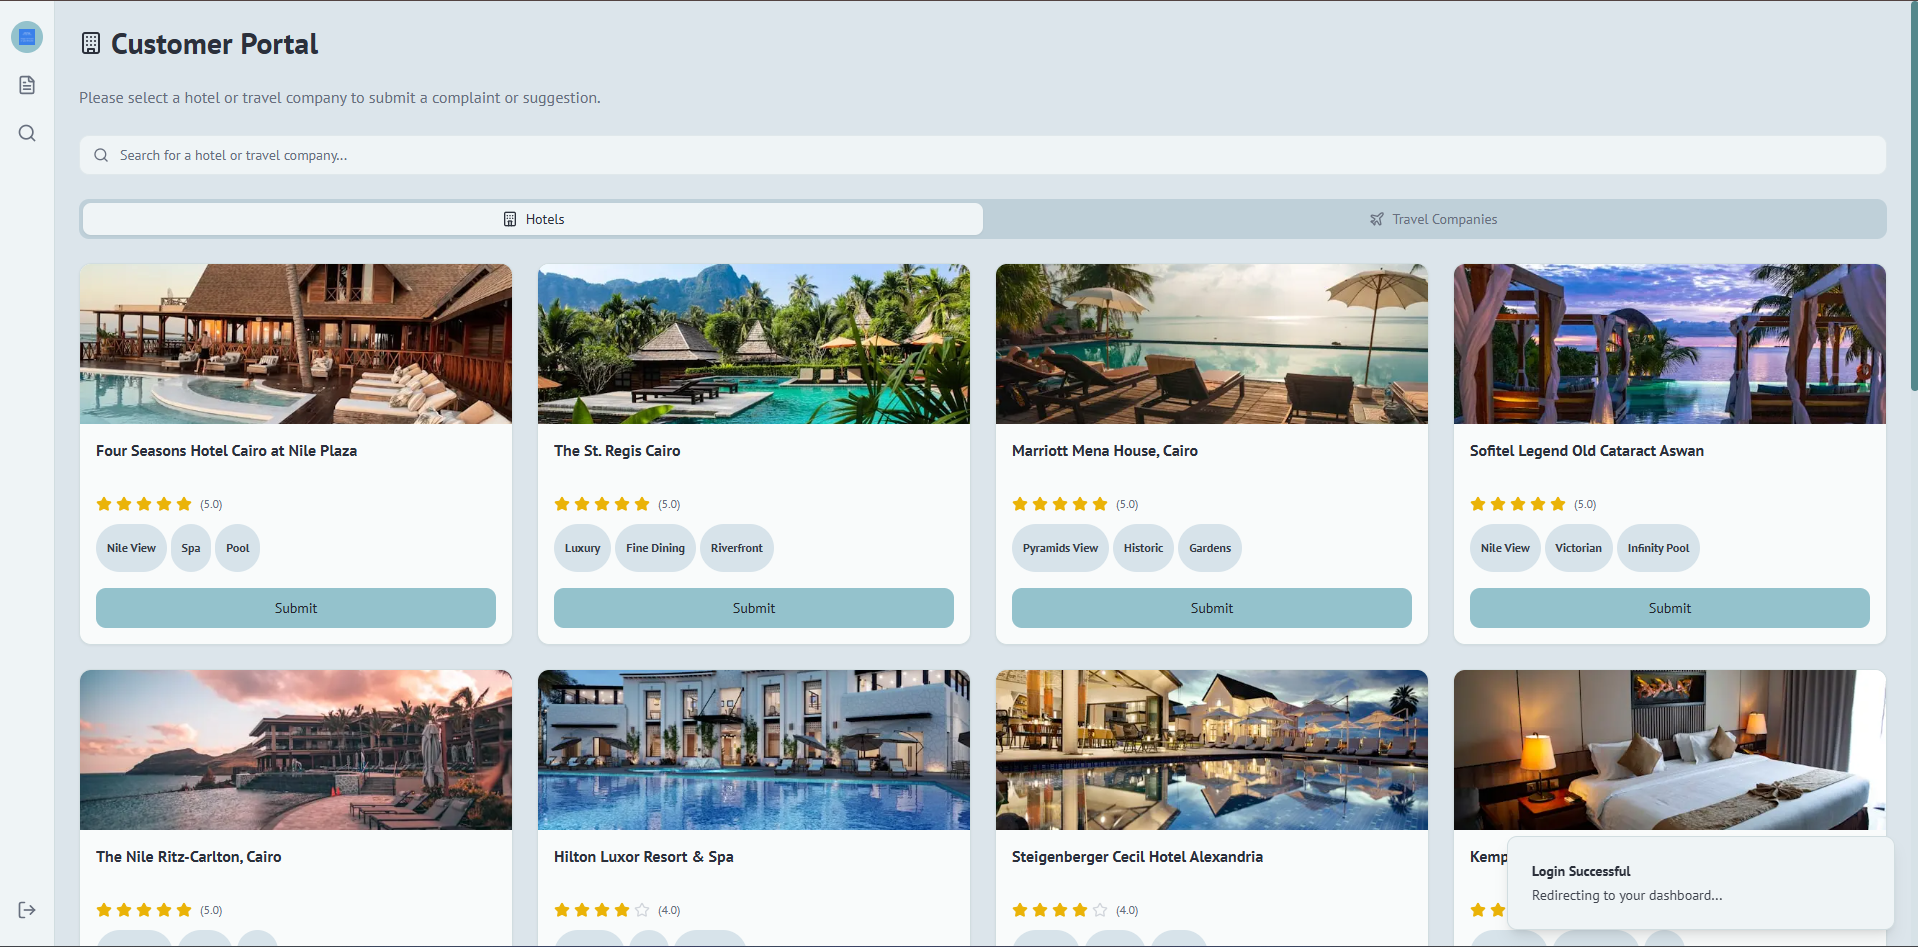 Customer Portal
Please select a hotel or travel company to submit a complaint or suggestion.
Search for a hotel or travel company...
Hotels
Travel Companies
Four Seasons Hotel Cairo at Nile Plaza
(5.0)
Nile View
Spa
Pool
Submit
The St. Regis Cairo
(5.0)
Luxury
Fine Dining
Riverfront
Submit
Marriott Mena House, Cairo
(5.0)
Pyramids View
Historic
Gardens
Submit
Sofitel Legend Old Cataract Aswan
(5.0)
Nile View
Victorian
Infinity Pool
Submit
The Nile Ritz-Carlton, Cairo
(5.0)
Hilton Luxor Resort & Spa
(4.0)
Steigenberger Cecil Hotel Alexandria
(4.0)
Login Successful
Redirecting to your dashboard...